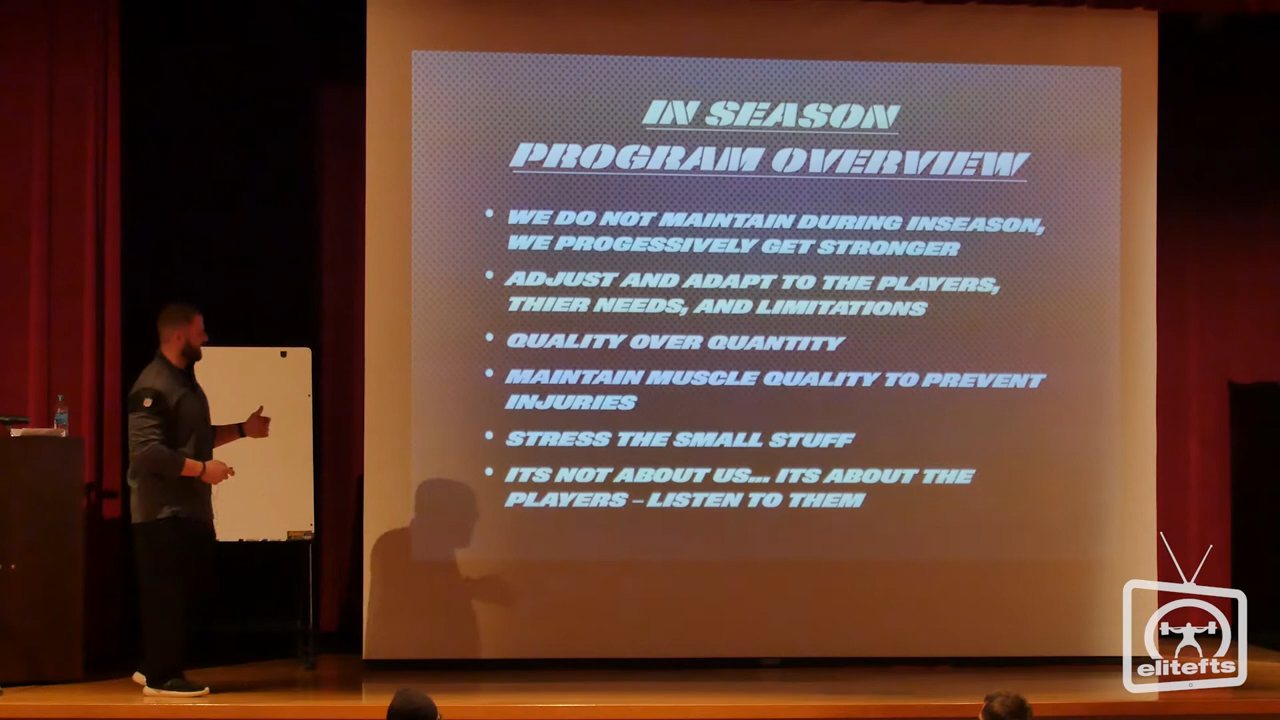 IN SEASON
PROGRAM OVERVIEW
• WE DO NOT MAINTAIN DURING INSEASON,
WE PROGESSIVELY GET STRONGER
• ADJUST AND ADAPT TO THE PLAYERS,
THIER NEEDS, AND LIMITATIONS
• QUALITY OVER QUANTITY
• MAINTAIN MUSCLE QUALITY TO PREVENT
INJURIES
• STRESS THE SMALL STUFF
• ITS NOT ABOUT US... ITS ABOUT THE
PLAYERS – LISTEN TO THEM
elitefts